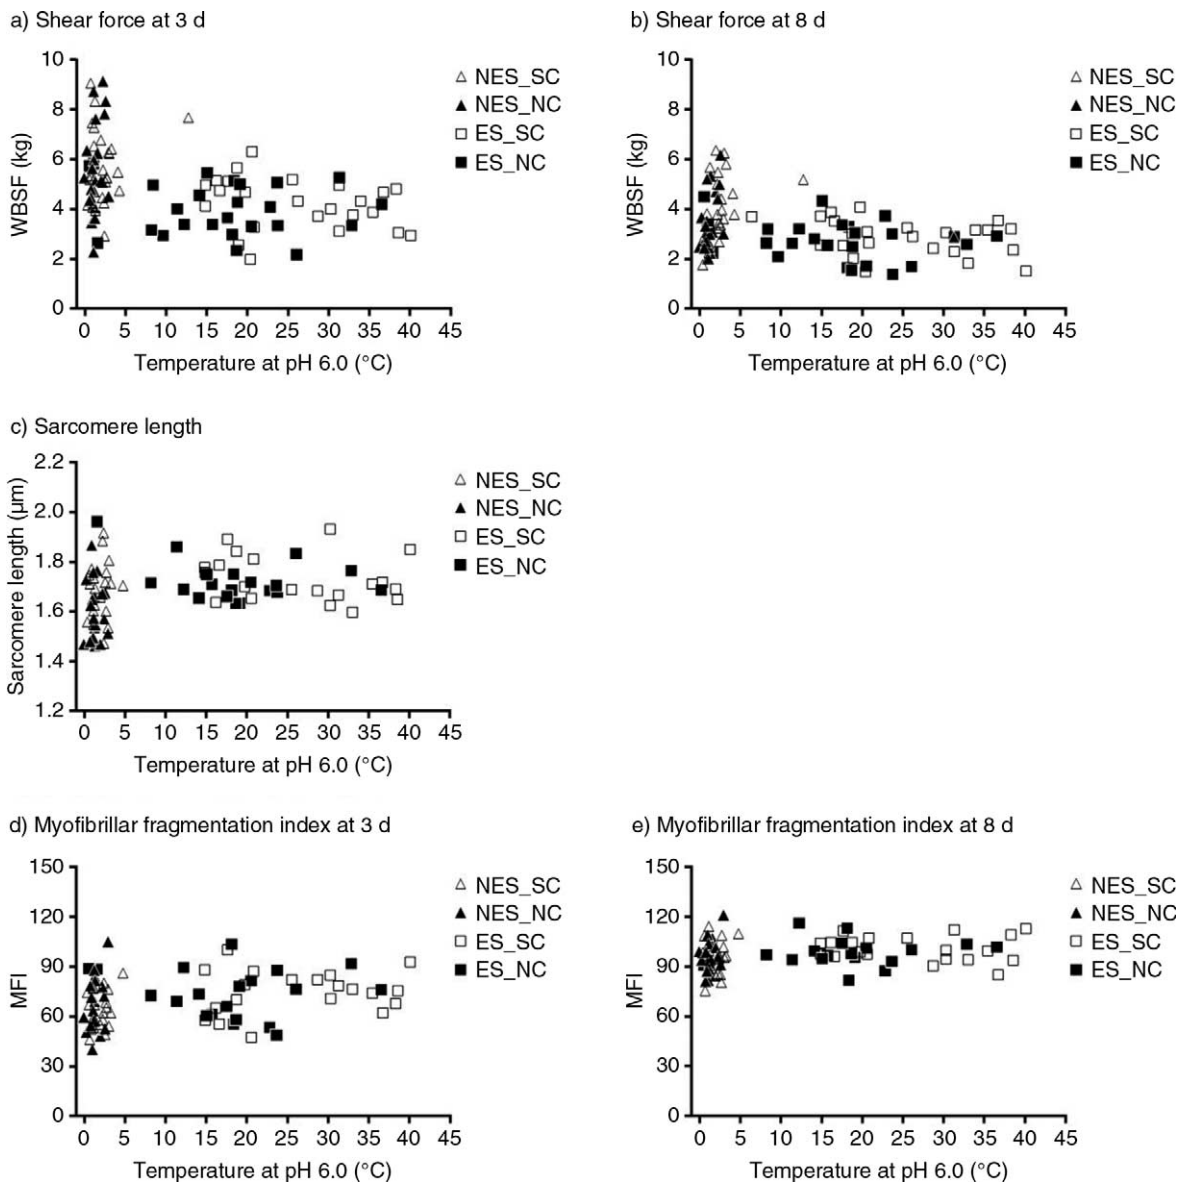 a) Shear force at 3 d
10
8
6
4
2
0
WBSF (kg)
0 5 10 15 20 25 30 35 40 45
Temperature at pH 6.0 (°C)
NES_SC
NES_NC
ES_SC
ES_NC
b) Shear force at 8 d
10
8
6
4
2
0
WBSF (kg)
0 5 10 15 20 25 30 35 40 45
Temperature at pH 6.0 (°C)
NES_SC
NES_NC
ES_SC
ES_NC
c) Sarcomere length
2.2
2.0
1.8
1.6
1.4
1.2
Sarcomere length (µm)
0 5 10 15 20 25 30 35 40 45
Temperature at pH 6.0 (°C)
NES_SC
NES_NC
ES_SC
ES_NC
d) Myofibrillar fragmentation index at 3 d
150
120
90
60
30
0
MFI
0 5 10 15 20 25 30 35 40 45
Temperature at pH 6.0 (°C)
NES_SC
NES_NC
ES_SC
ES_NC
e) Myofibrillar fragmentation index at 8 d
150
120
90
60
30
0
MFI
0 5 10 15 20 25 30 35 40 45
Temperature at pH 6.0 (°C)
NES_SC
NES_NC
ES_SC
ES_NC